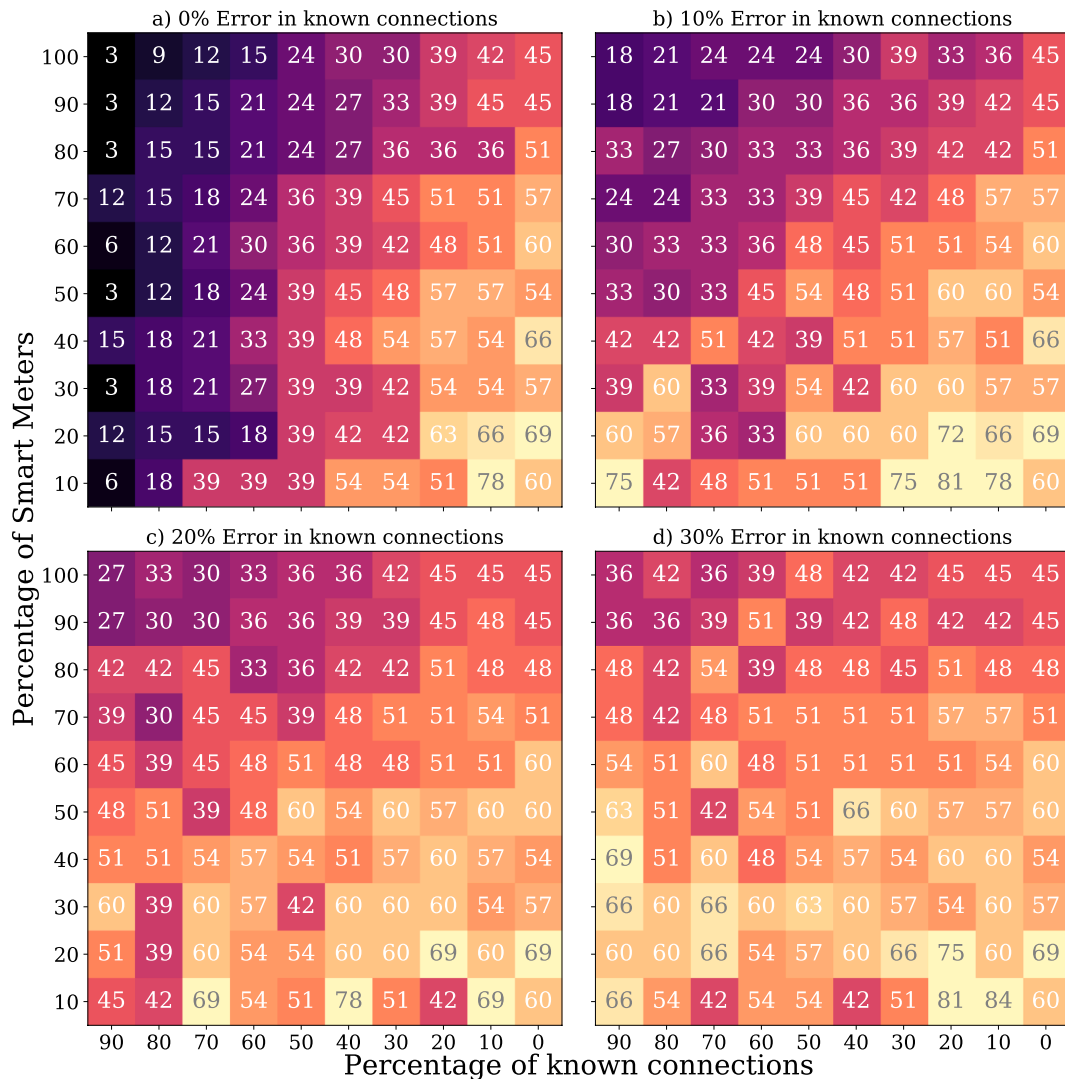 a) 0% Error in known connections
b) 10% Error in known connections
100 3 9 12 15 24 30 30 39 42 45 18 21 24 24 24 30 39 33 36 45
90 3 12 15 21 24 27 33 39 45 45 18 21 21 30 30 36 36 39 42 45
80 3 15 15 21 24 27 36 36 36 51 33 27 30 33 33 36 39 42 42 51
70 12 15 18 24 36 39 45 51 51 57 24 24 33 33 39 45 42 48 57 57
60 6 12 21 30 36 39 42 48 51 60 30 33 33 36 48 45 51 51 54 60
50 3 12 18 24 39 45 48 57 57 54 33 30 33 45 54 48 51 60 60 54
40 15 18 21 33 39 48 54 57 54 66 42 42 51 42 39 51 51 57 51 66
30 3 18 21 27 39 39 42 54 54 57 39 60 33 39 54 42 60 60 57 57
20 12 15 15 18 39 42 42 63 66 69 60 57 36 33 60 60 60 72 66 69
10 6 18 39 39 39 54 54 51 78 60 75 42 48 51 51 51 75 81 78 60
Percentage of Smart Meters
c) 20% Error in known connections
d) 30% Error in known connections
100 27 33 30 33 36 36 42 45 45 45 36 42 36 39 48 42 42 45 45 45
90 27 30 30 36 36 39 39 45 48 45 36 36 39 51 39 42 48 42 42 45
80 42 42 45 33 36 42 42 51 48 48 48 42 54 39 48 48 45 51 48 48
70 39 30 45 45 39 48 51 51 54 51 48 42 48 51 51 51 51 57 57 51
60 45 39 45 48 51 48 48 51 51 60 54 51 60 48 51 51 51 51 54 60
50 48 51 39 48 60 54 60 57 60 60 63 51 42 54 51 66 60 57 57 60
40 51 51 54 57 54 51 57 60 57 54 69 51 60 48 54 57 54 60 60 54
30 60 39 60 57 42 60 60 60 54 57 66 60 66 60 63 60 57 54 60 57
20 51 39 60 54 54 60 60 69 60 69 60 60 66 54 57 60 66 75 60 69
10 45 42 69 54 51 78 51 42 69 60 66 54 42 54 54 42 51 81 84 60
90 80 70 60 50 40 30 20 10 0 90 80 70 60 50 40 30 20 10 0
Percentage of known connections